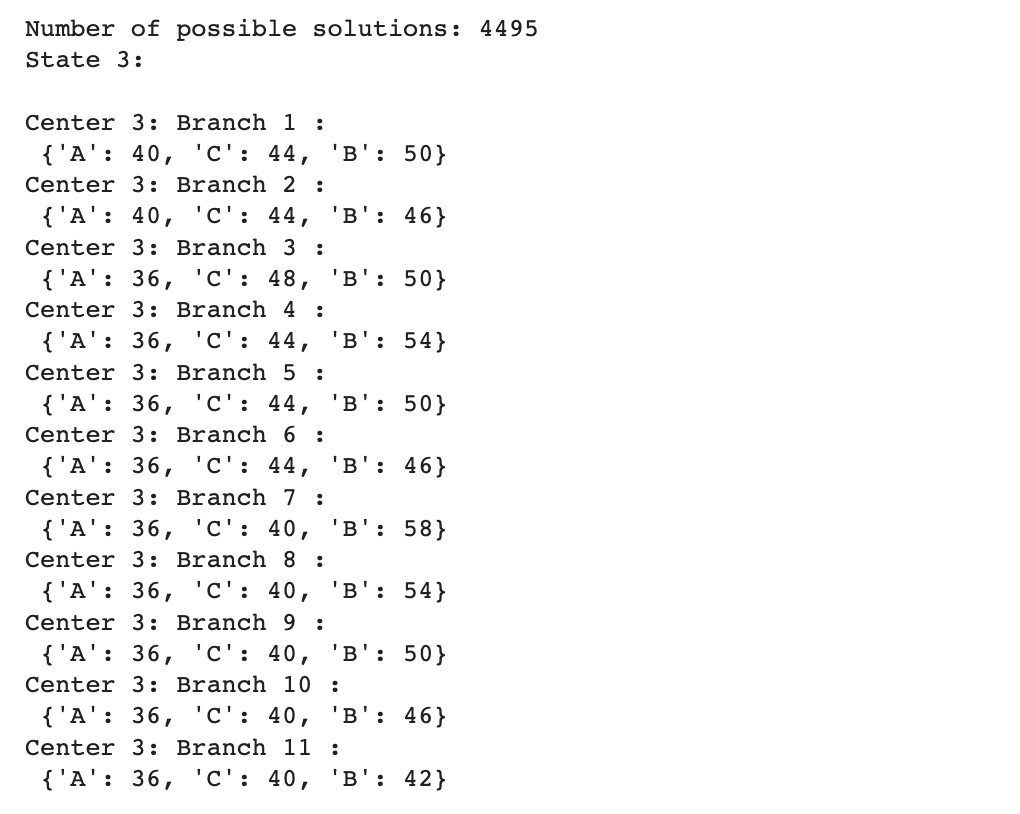 Number of possible solutions: 4495
State 3:
Center 3: Branch 1 :
{'A': 40, 'C': 44, 'B': 50}
Center 3: Branch 2 :
{'A': 40, 'C': 44, 'B': 46}
Center 3: Branch 3 :
{'A': 36, 'C': 48, 'B': 50}
Center 3: Branch 4 :
{'A': 36, 'C': 44, 'B': 54}
Center 3: Branch 5 :
{'A': 36, 'C': 44, 'B': 50}
Center 3: Branch 6 :
{'A': 36, 'C': 44, 'B': 46}
Center 3: Branch 7 :
{'A': 36, 'C': 40, 'B': 58}
Center 3: Branch 8 :
{'A': 36, 'C': 40, 'B': 54}
Center 3: Branch 9 :
{'A': 36, 'C': 40, 'B': 50}
Center 3: Branch 10 :
{'A': 36, 'C': 40, 'B': 46}
Center 3: Branch 11 :
{'A': 36, 'C': 40, 'B': 42}